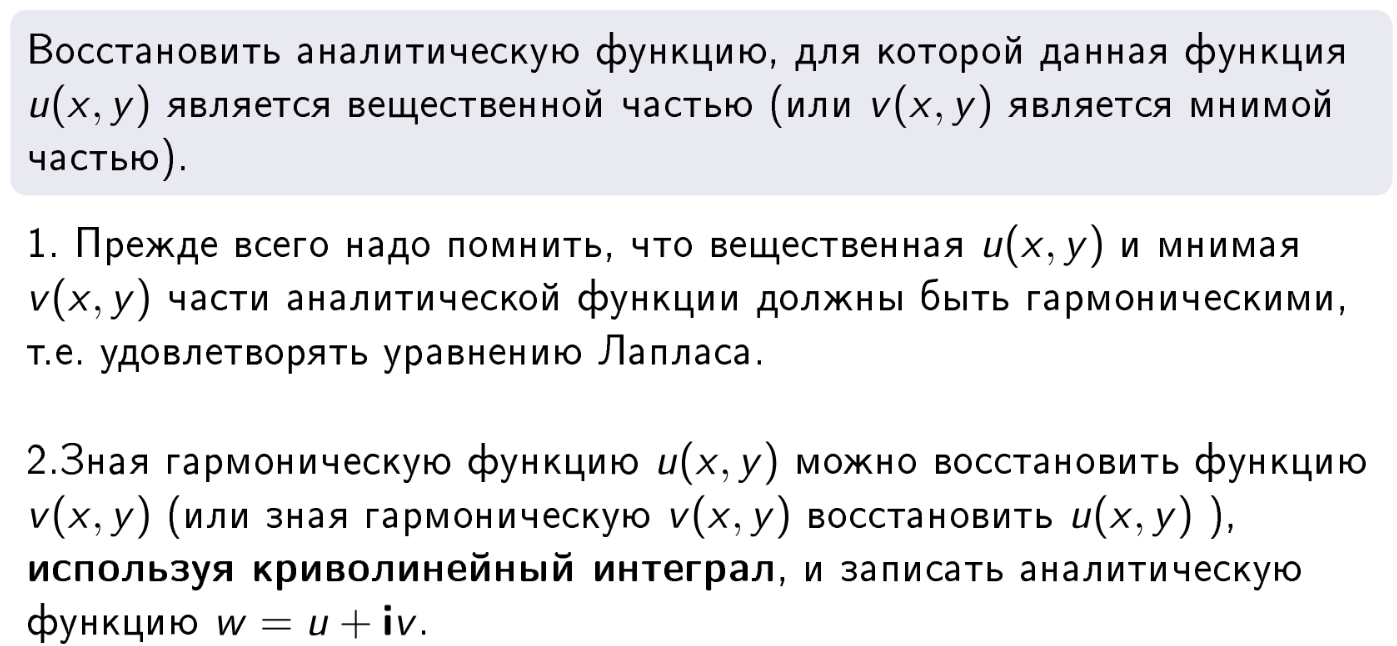 Восстановить аналитическую функцию, для которой данная функция
u(x, y) является вещественной частью (или v(x, y) является мнимой
частью).
1. Прежде всего надо помнить, что вещественная u(x, y) и мнимая
v(x, y) части аналитической функции должны быть гармоническими,
т.е. удовлетворять уравнению Лапласа.
2.Зная гармоническую функцию u(x, y) можно восстановить функцию
v(x, y) (или зная гармоническую v(x, y) восстановить u(x, y) ),
используя криволинейный интеграл, и записать аналитическую
функцию w = u + iv.